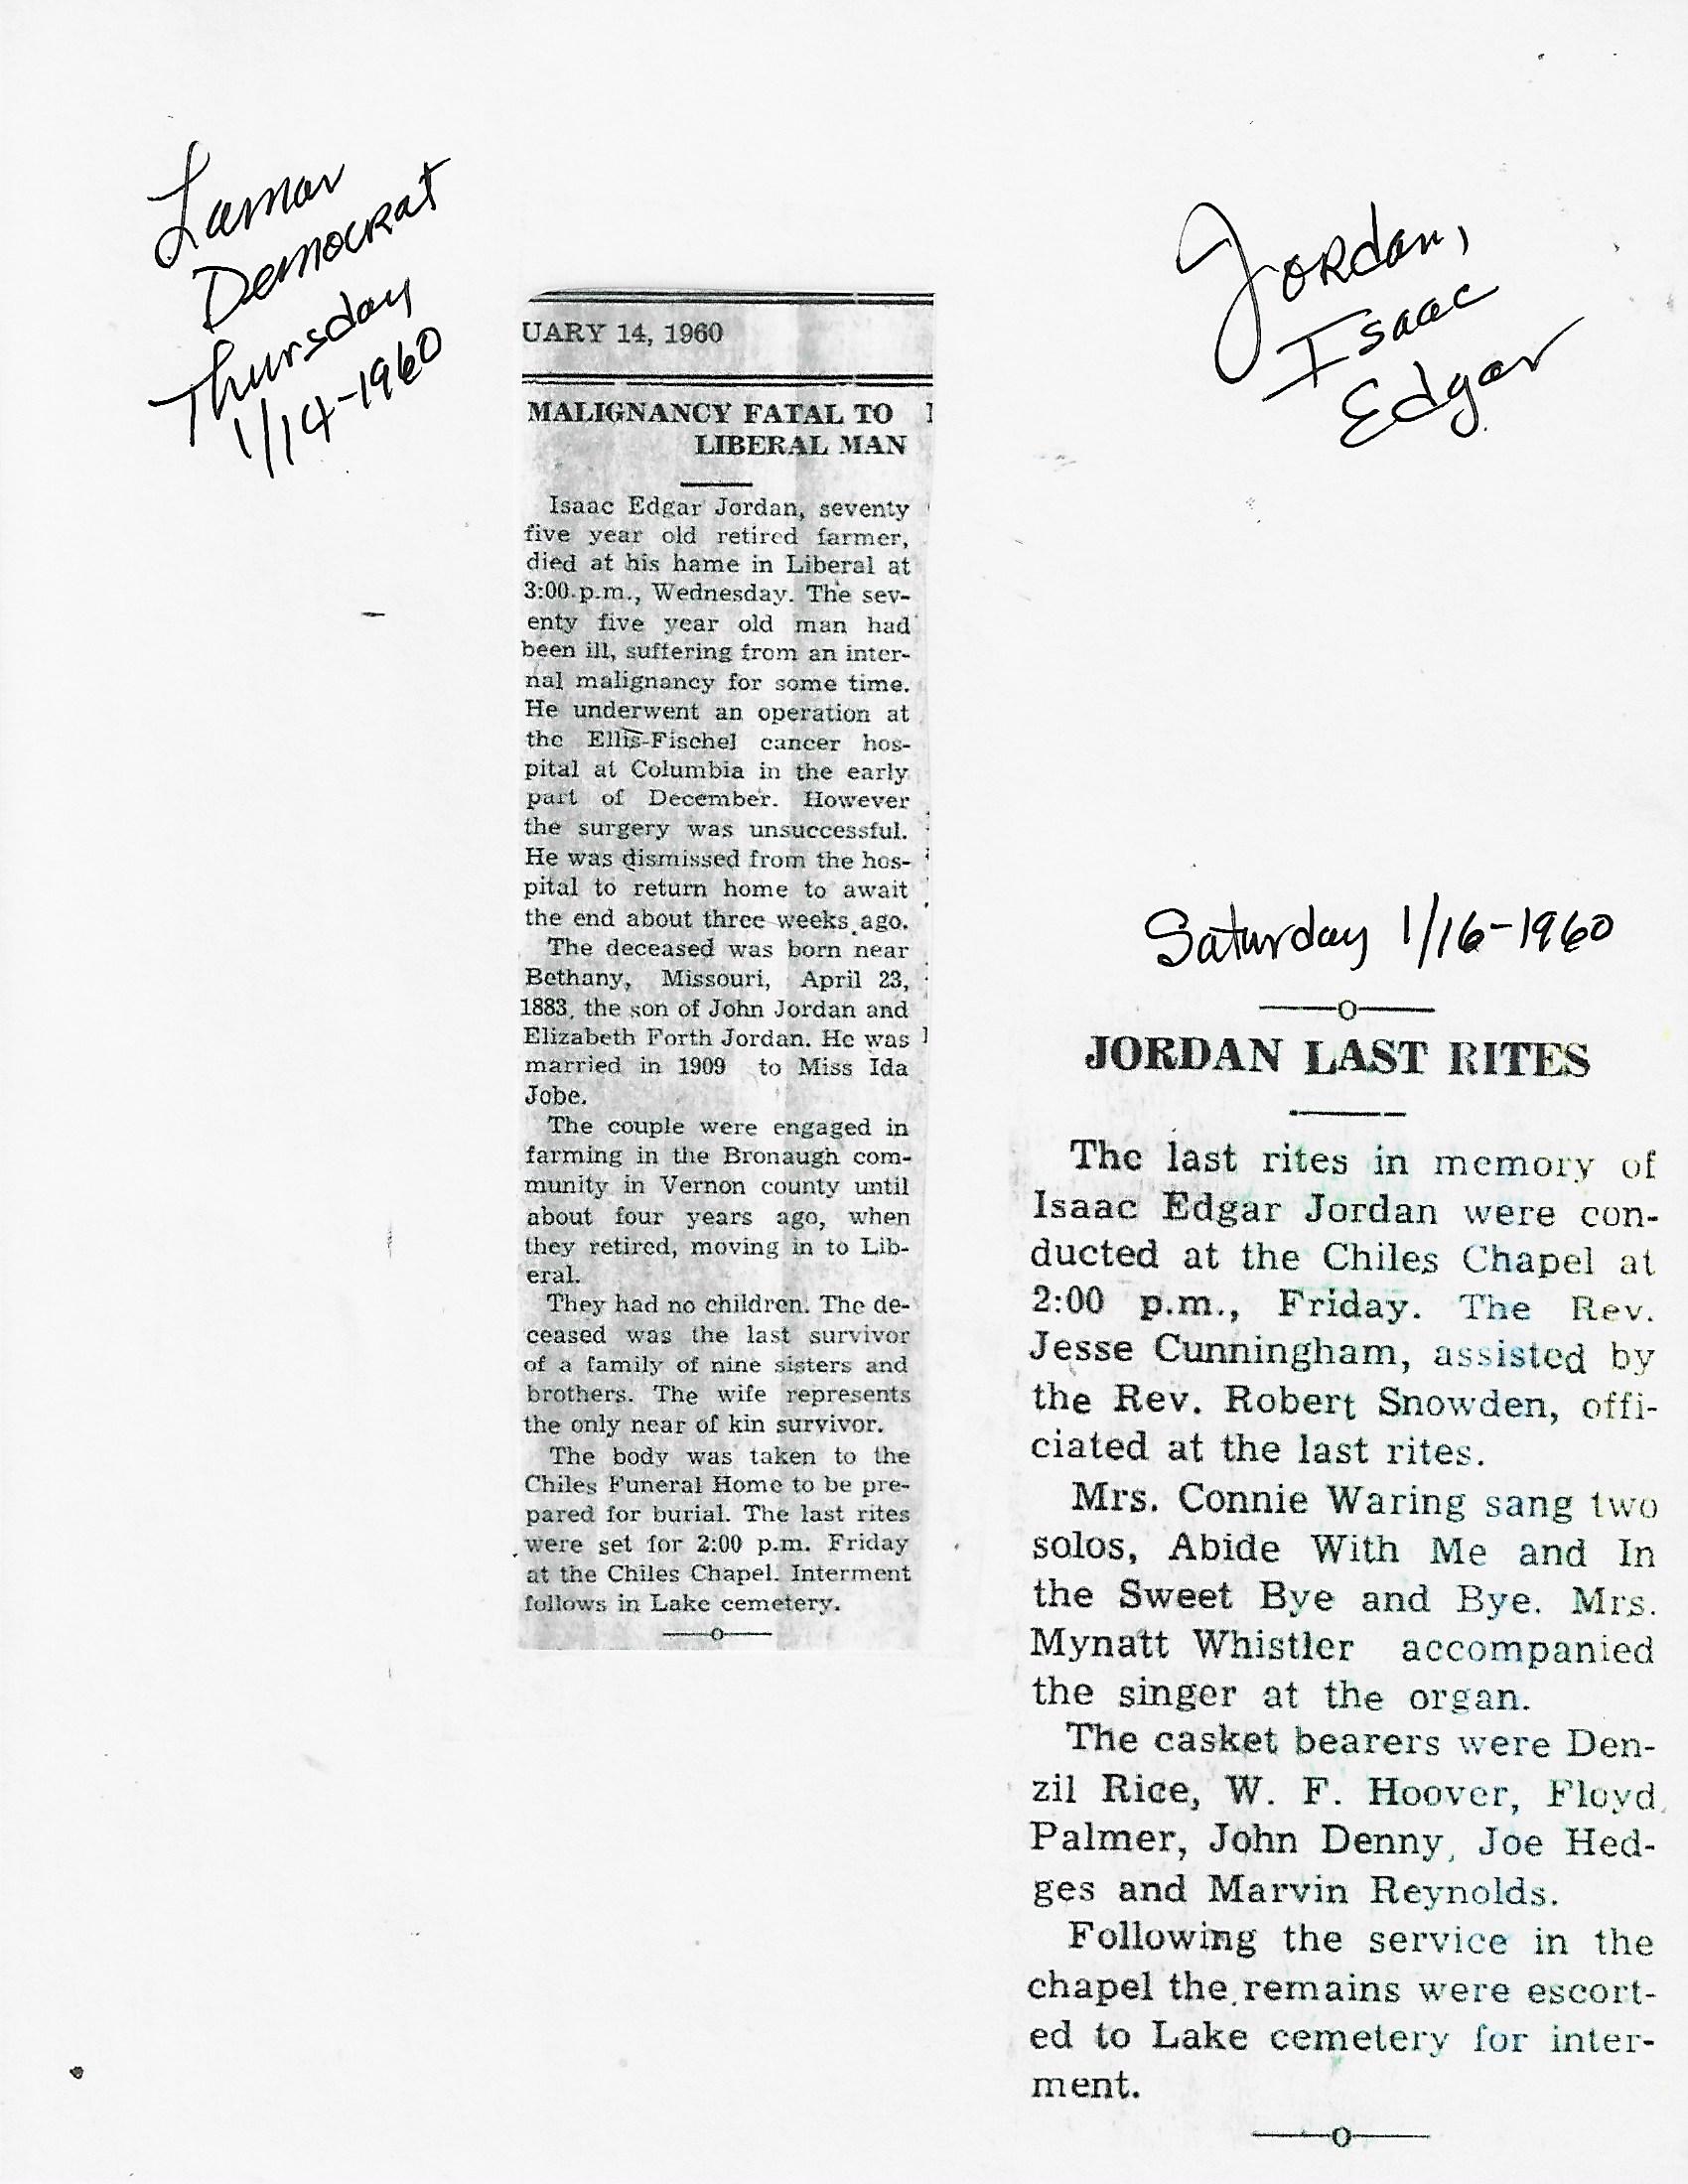 Lamar
Democrat
Thursday
1/14-1960
Jordan,
Isaac
Edgar
UARY 14, 1960
MALIGNANCY FATAL TO
LIBERAL MAN
Isaac Edgar Jordan, seventy
five year old retired farmer,
died at his hame in Liberal at
3:00 p.m., Wednesday. The sev-
enty five year old man had
been ill, suffering from an inter-
nal malignancy for some time.
He underwent an operation at
the Ellis-Fischel cancer hos-
pital at Columbia in the early
part of December. However
the surgery was unsuccessful.
He was dismissed from the hos-
pital to return home to await
the end about three weeks ago.
The deceased was born near
Bethany, Missouri, April 23,
1883, the son of John Jordan and
Elizabeth Forth Jordan. He was
married in 1909 to Miss Ida
Jobe.
The couple were engaged in
farming in the Bronaugh com-
munity in Vernon county until
about four years ago, when
they retired, moving in to Lib-
eral.
They had no children. The de-
ceased was the last survivor
of a family of nine sisters and
brothers. The wife represents
the only near of kin survivor.
The body was taken to the
Chiles Funeral Home to be pre-
pared for burial. The last rites
were set for 2:00 p.m. Friday
at the Chiles Chapel. Interment
follows in Lake cemetery.
Saturday 1/16-1960
JORDAN LAST RITES
The last rites in memory of
Isaac Edgar Jordan were con-
ducted at the Chiles Chapel at
2:00 p.m., Friday. The Rev.
Jesse Cunningham, assisted by
the Rev. Robert Snowden, offi-
ciated at the last rites.
Mrs. Connie Waring sang two
solos, Abide With Me and In
the Sweet Bye and Bye. Mrs.
Mynatt Whistler accompanied
the singer at the organ.
The casket bearers were Den-
zil Rice, W. F. Hoover, Floyd
Palmer, John Denny, Joe Hed-
ges and Marvin Reynolds.
Following the service in the
chapel the remains were escort-
ed to Lake cemetery for inter-
ment.